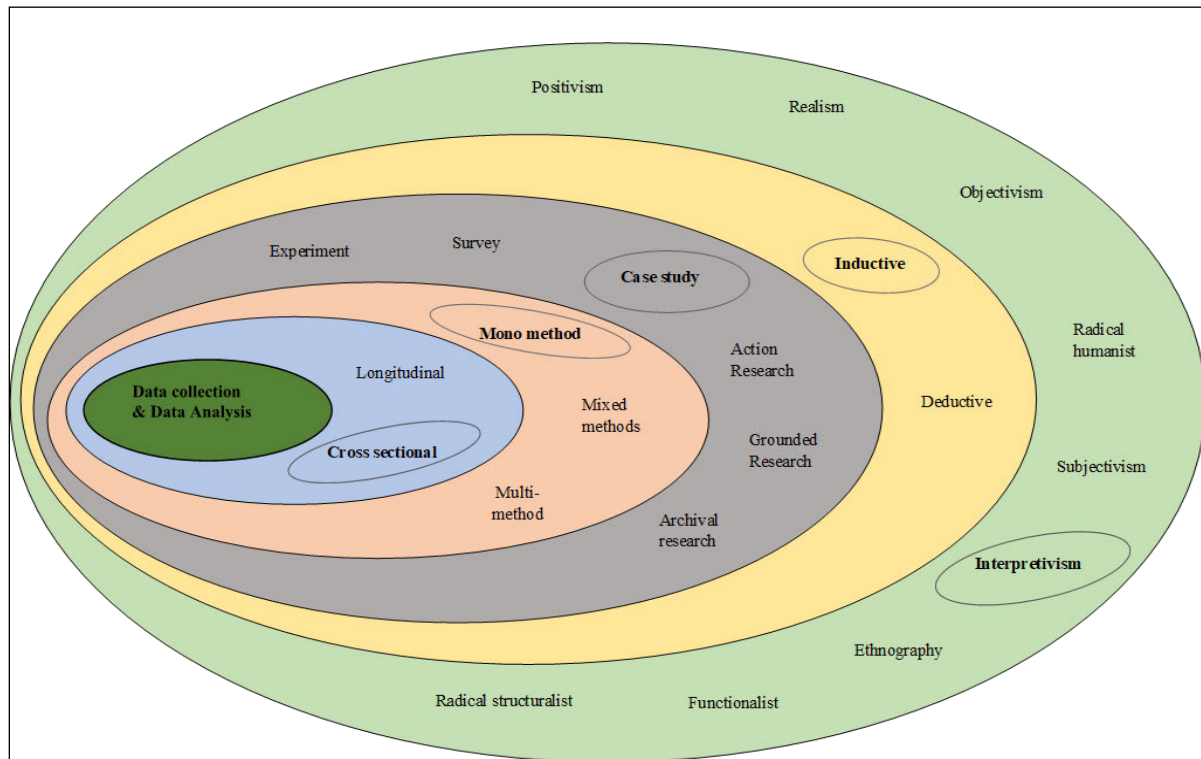 Positivism
Realism
Objectivism
Experiment
Survey
Case study
Inductive
Mono method
Radical
humanist
Longitudinal
Action
Research
Data collection
& Data Analysis
Mixed
methods
Deductive
Cross sectional
Grounded
Research
Subjectivism
Multi-
method
Archival
research
Interpretivism
Ethnography
Radical structuralist
Functionalist